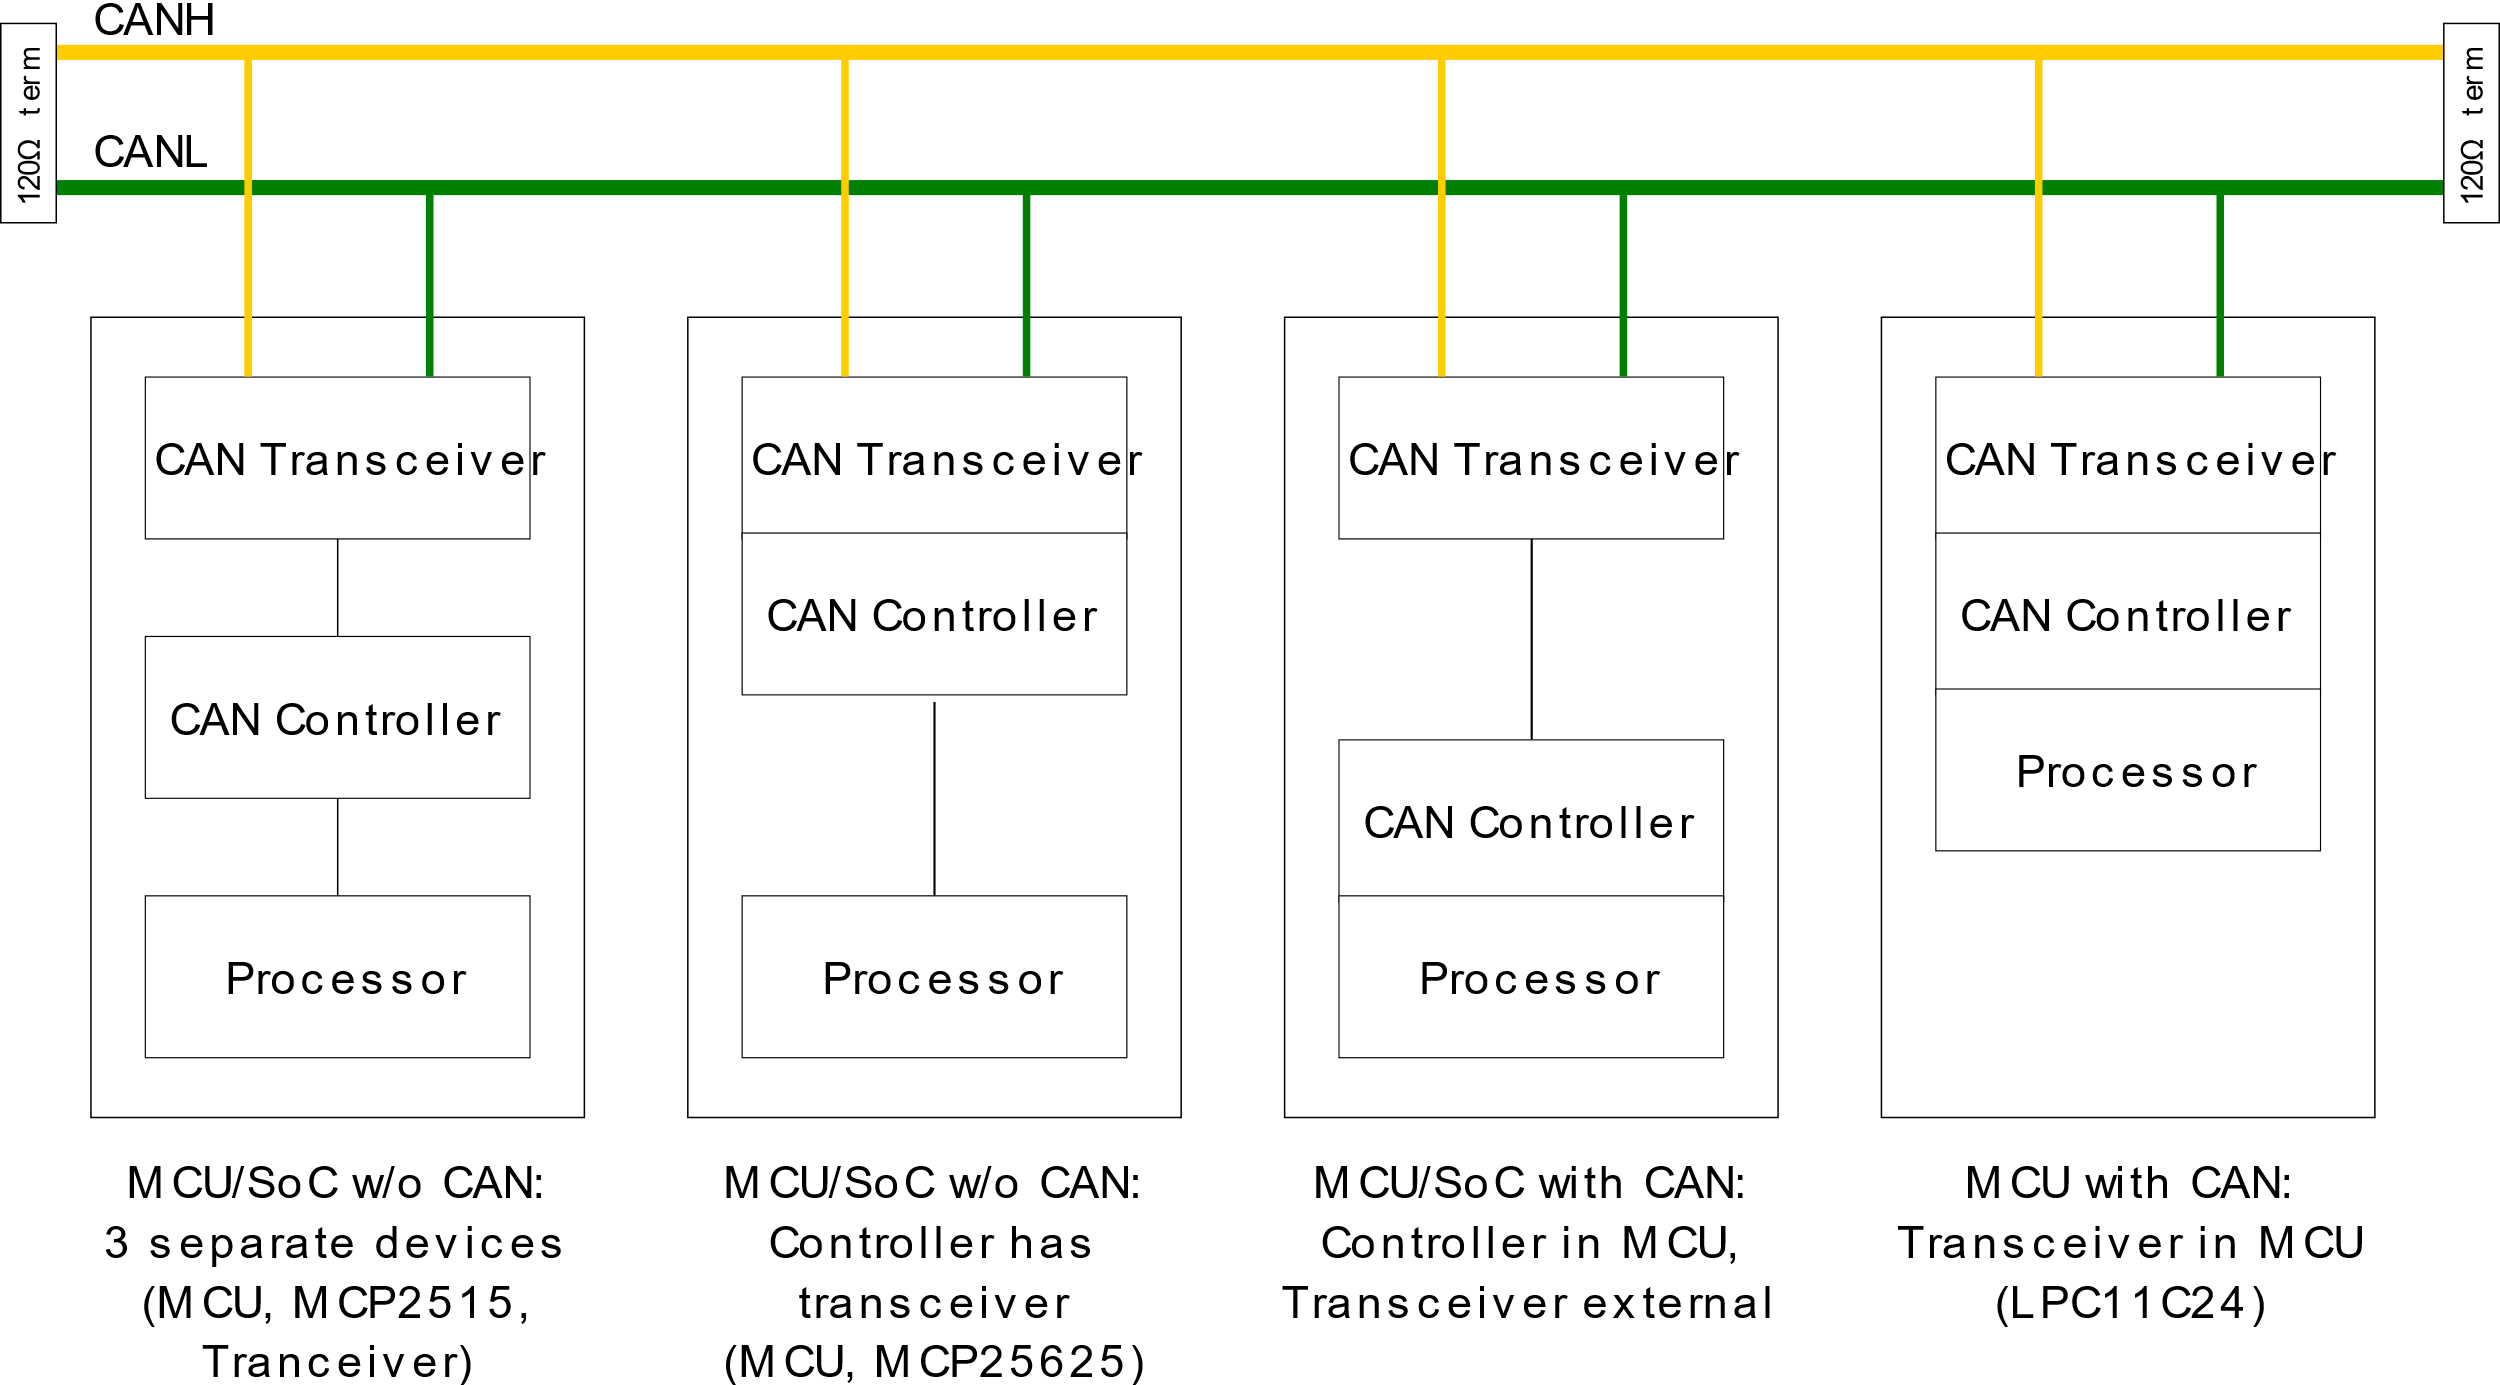 CANH
120Ω term
120Ω term
CANL
CAN Transceiver
CAN Controller
Processor
CAN Transceiver
CAN Controller
Processor
CAN Transceiver
CAN Controller
Processor
CAN Transceiver
CAN Controller
Processor
MCU/SoC w/o CAN:
3 separate devices
(MCU, MCP2515,
Tranceiver)
MCU/SoC w/o CAN:
Controller has
transceiver
(MCU, MCP25625)
MCU/SoC with CAN:
Controller in MCU,
Transceiver external
MCU with CAN:
Transceiver in MCU
(LPC11C24)